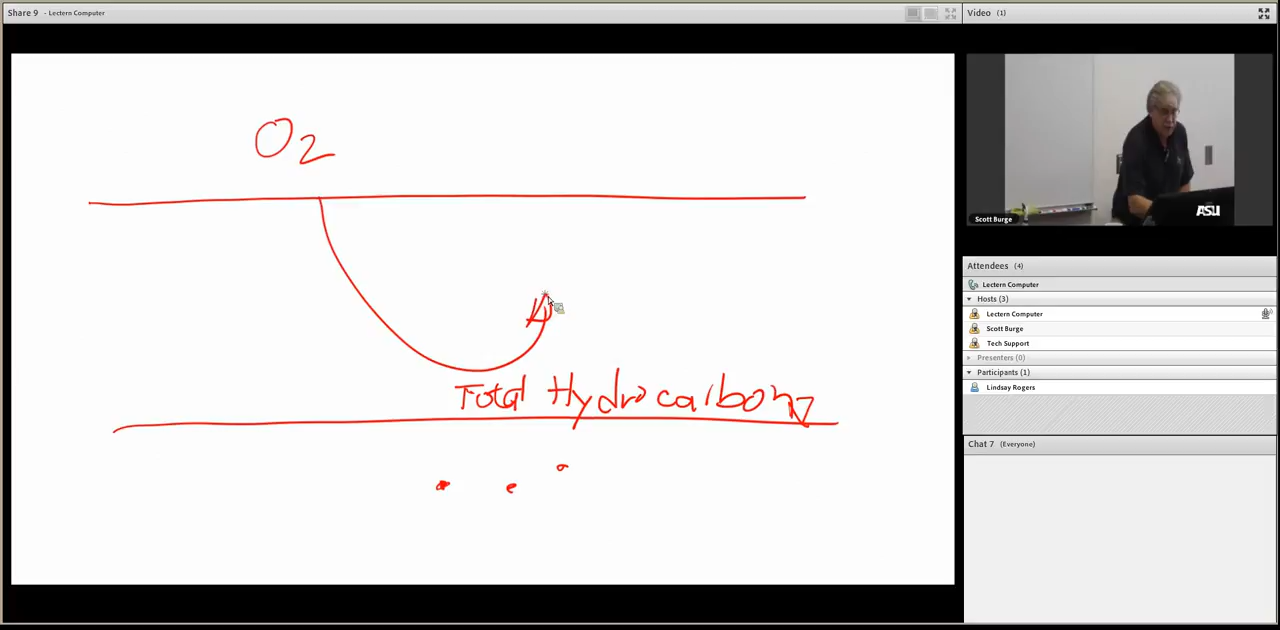 Share 9 - Lectern Computer
Video (1)
O2
Total Hydrocarbon
Scott Burge
ASU
Attendees (4)
Lectern Computer
Hosts (3)
Lectern Computer
Scott Burge
Tech Support
Presenters (0)
Participants (1)
Lindsay Rogers
Chat 7 (Everyone)